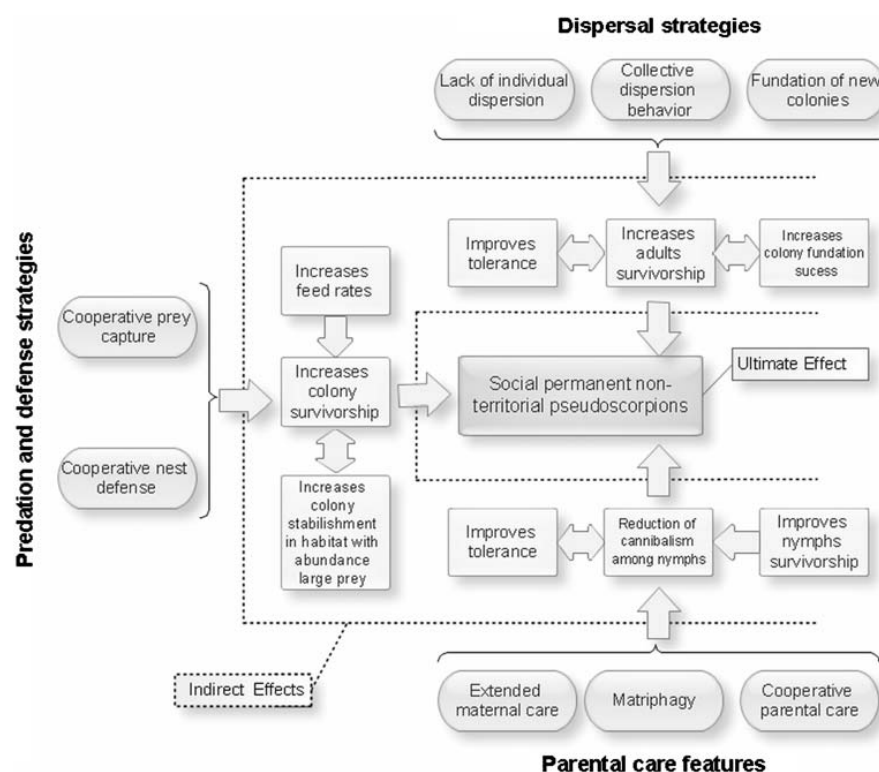 Dispersal strategies
Lack of individual
dispersion
Collective
dispersion
behavior
Fundation of new
colonies
Predation and defense strategies
Cooperative prey
capture
Cooperative nest
defense
Increases
feed rates
Increases
colony
survivorship
Increases
colony
stabilishment
in habitat with
abundance
large prey
Improves
tolerance
Increases
adults
survivorship
Increases
colony fundation
sucess
Social permanent non-
territorial pseudoscorpions
Ultimate Effect
Improves
tolerance
Reduction of
cannibalism
among nymphs
Improves
nymphs
survivorship
Indirect Effects
Extended
maternal care
Matriphagy
Cooperative
parental care
Parental care features